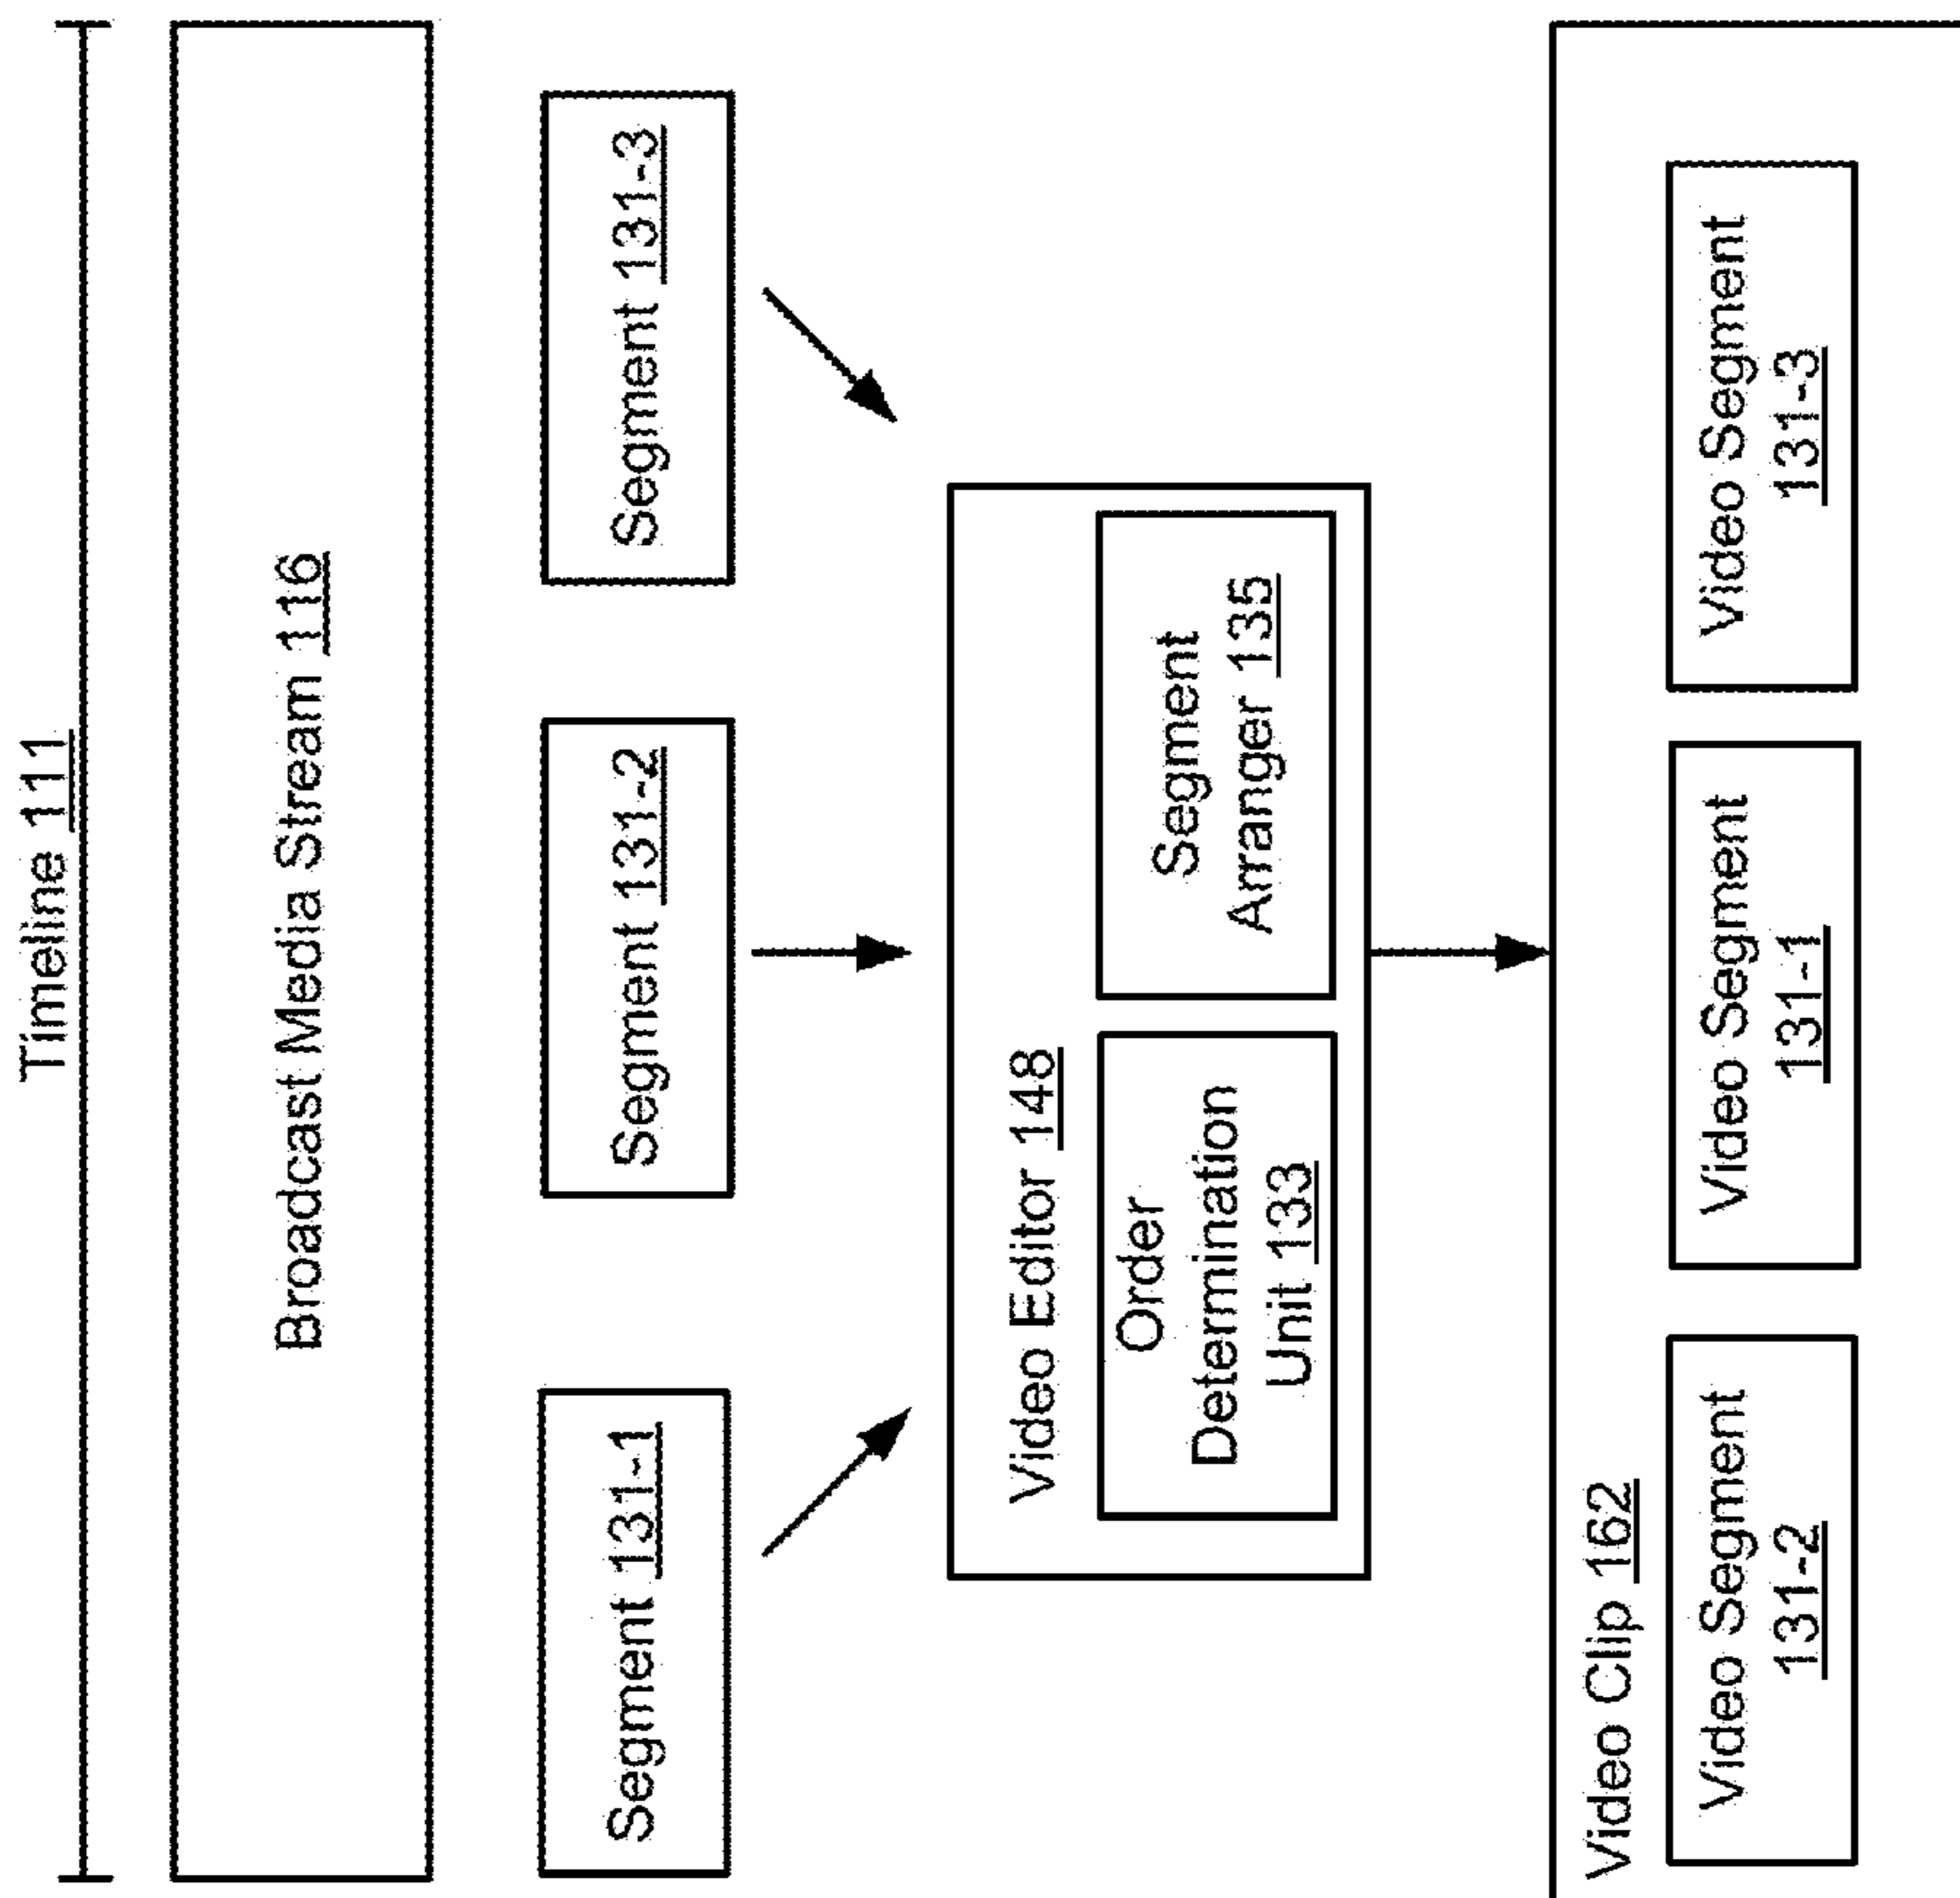 Timeline 111
Broadcast Media Stream 116
Segment 131-1
Segment 131-2
Segment 131-3
Video Editor 148
Order
Determination
Unit 133
Segment
Arranger 135
Video Clip 162
Video Segment
131-2
Video Segment
131-1
Video Segment
131-3